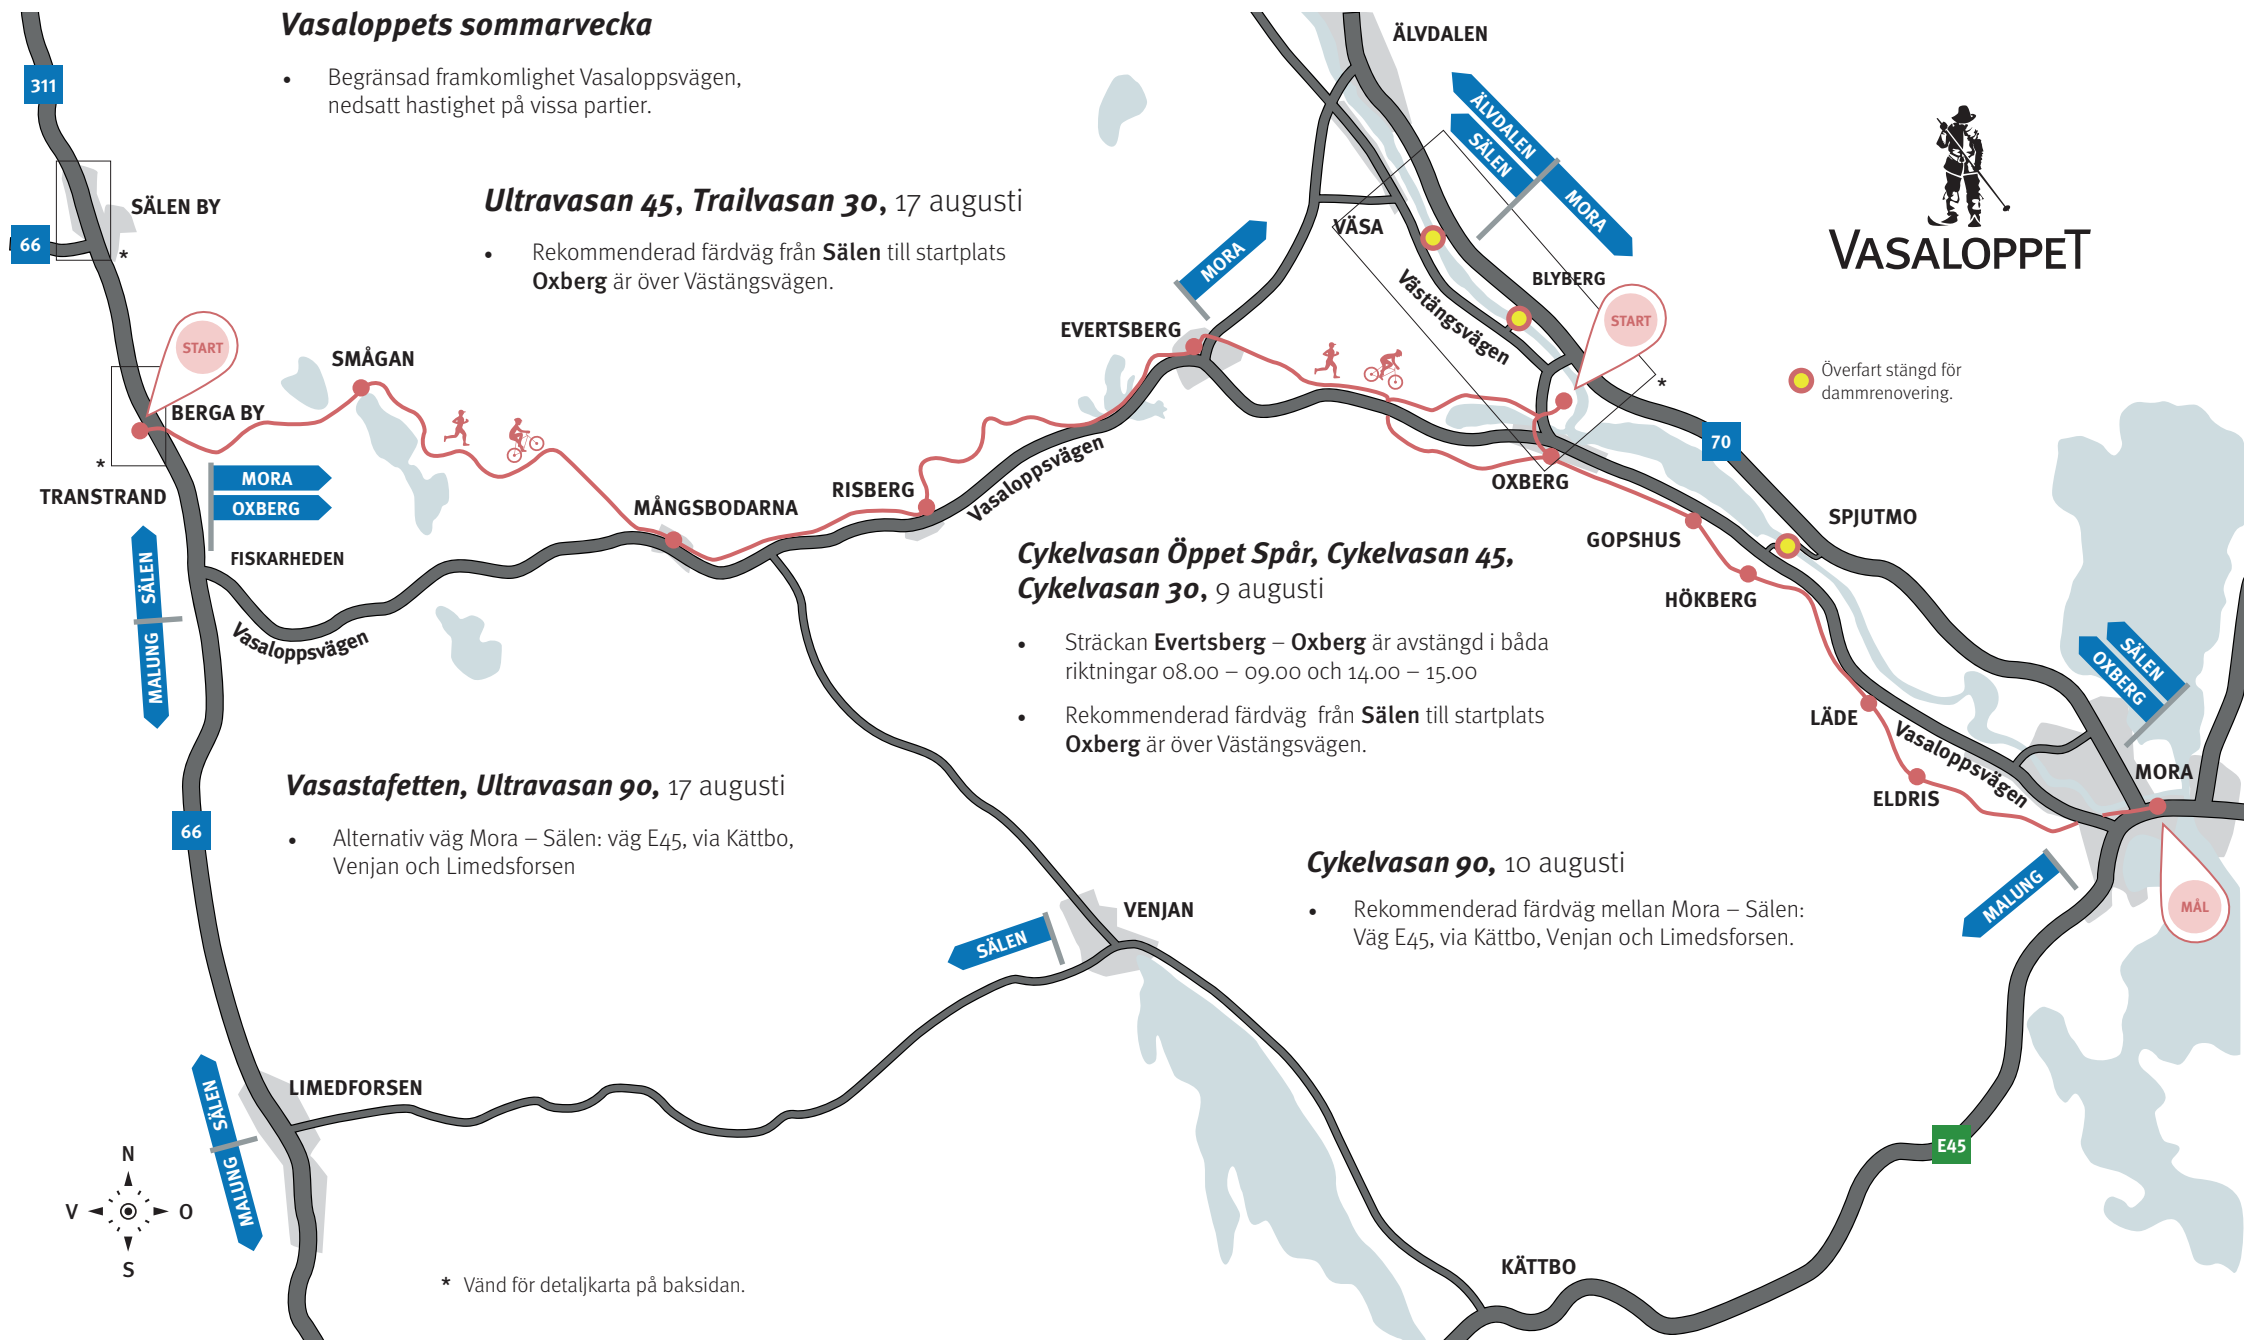 Vasaloppets sommarvecka
• Begränsad framkomlighet Vasaloppsvägen,
nedsatt hastighet på vissa partier.
ÄLVDALEN
311
ÄLVDALEN
SÄLEN
MORA
VASALOPPET
Ultravasan 45, Trailvasan 30, 17 augusti
• Rekommenderad färdväg från Sälen till startplats
Oxberg är över Västängsvägen.
SÄLEN BY
66
*
VÄSA
MORA
Västängsvägen
BLYBERG
START
EVERTSBERG
START
SMÅGAN
BERGA BY
*
Överfart stängd för
dammrenovering.
*
TRANSTRAND
MORA
OXBERG
MÅNGSBODARNA
RISBERG
Vasaloppsvägen
OXBERG
70
SPJUTMO
GOPSHUS
HÖKBERG
FISKARHEDEN
SÄLEN
MALUNG
Vasaloppsvägen
Cykelvasan Öppet Spår, Cykelvasan 45,
Cykelvasan 30, 9 augusti
• Sträckan Evertsberg – Oxberg är avstängd i båda
riktningar 08.00 – 09.00 och 14.00 – 15.00
• Rekommenderad färdväg från Sälen till startplats
Oxberg är över Västängsvägen.
SÄLEN
OXBERG
LÄDE
Vasaloppsvägen
ELDRIS
MORA
Vasastafetten, Ultravasan 90, 17 augusti
• Alternativ väg Mora – Sälen: väg E45, via Kättbo,
Venjan och Limedsforsen
66
Cykelvasan 90, 10 augusti
• Rekommenderad färdväg mellan Mora – Sälen:
Väg E45, via Kättbo, Venjan och Limedsforsen.
MALUNG
MÅL
VENJAN
SÄLEN
LIMEDFORSEN
SÄLEN
MALUNG
E45
N
V
O
S
KÄTTBO
* Vänd för detaljkarta på baksidan.